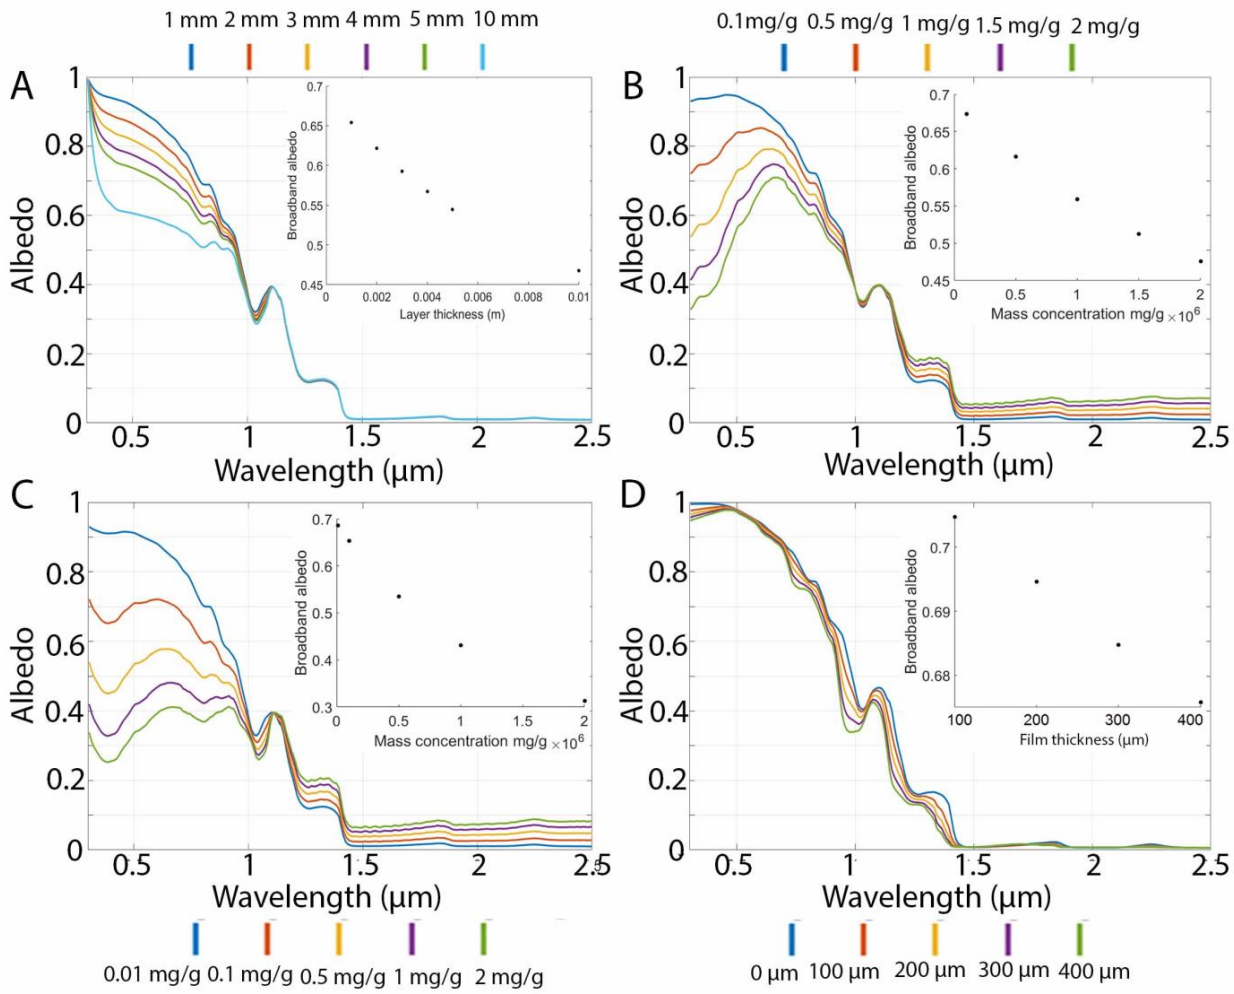 1 mm 2 mm 3 mm 4 mm 5 mm 10 mm
A
1
0.8
0.6
0.4
0.2
0
Albedo
0.5 1 1.5 2 2.5
Wavelength (µm)
0.7
0.65
0.6
0.55
0.5
0.45
Broadband albedo
0 0.002 0.004 0.006 0.008 0.01
Layer thickness (m)
0.1mg/g 0.5 mg/g 1 mg/g 1.5 mg/g 2 mg/g
B
1
0.8
0.6
0.4
0.2
0
Albedo
0.5 1 1.5 2 2.5
Wavelength (µm)
0.7
0.65
0.6
0.55
0.5
0.45
Broadband albedo
0 0.5 1 1.5 2
Mass concentration mg/g ×10⁶
C
1
0.8
0.6
0.4
0.2
0
Albedo
0.5 1 1.5 2 2.5
Wavelength (µm)
0.7
0.6
0.5
0.4
0.3
Broadband albedo
0 0.5 1 1.5 2
Mass concentration mg/g ×10⁶
0.01 mg/g 0.1 mg/g 0.5 mg/g 1 mg/g 2 mg/g
D
1
0.8
0.6
0.4
0.2
0
Albedo
0.5 1 1.5 2 2.5
Wavelength (µm)
0.7
0.69
0.68
Broadband albedo
100 200 300 400
Film thickness (µm)
0 µm 100 µm 200 µm 300 µm 400 µm